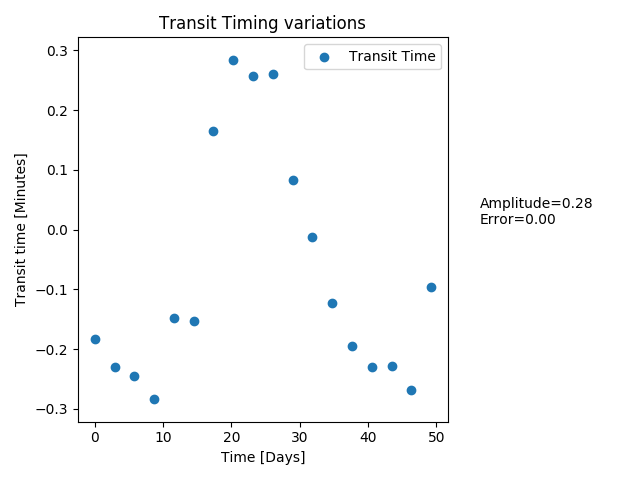 Transit Timing variations
Transit Time
0.3
0.2
0.1
0.0
−0.1
−0.2
−0.3
Transit time [Minutes]
Amplitude=0.28
Error=0.00
0
10
20
30
40
50
Time [Days]